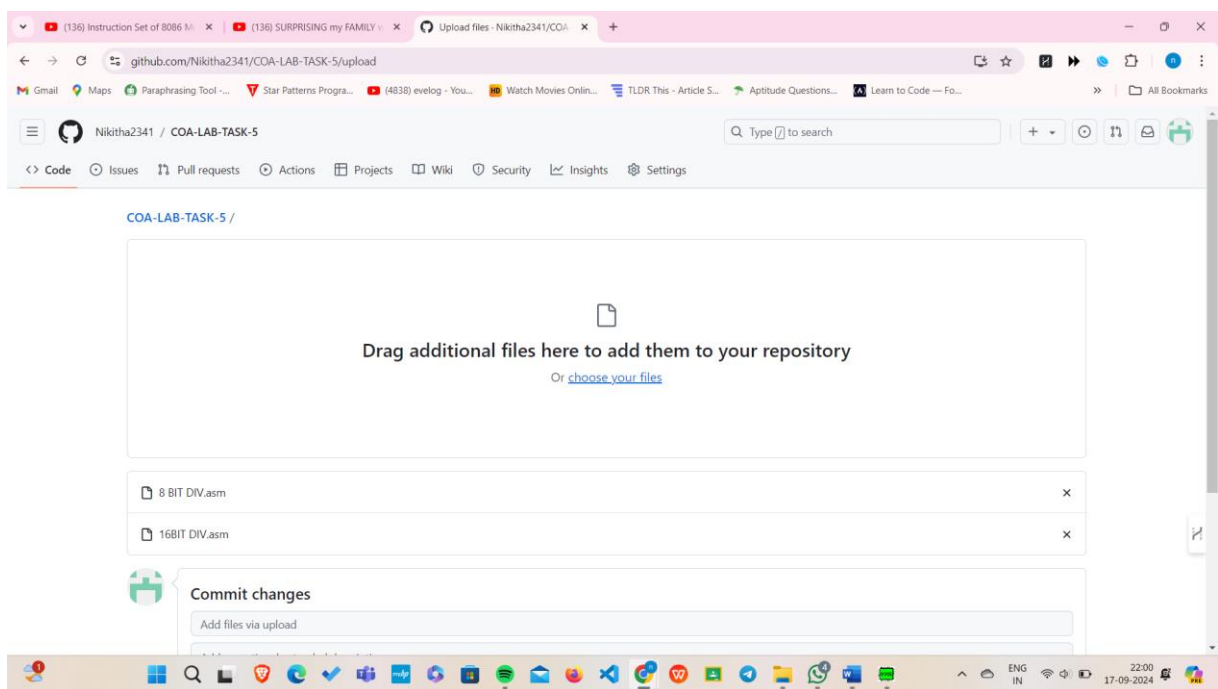 (136) Instruction Set of 8086 Mi
(136) SURPRISING my FAMILY w
Upload files · Nikitha2341/COA-
github.com/Nikitha2341/COA-LAB-TASK-5/upload
Gmail Maps Paraphrasing Tool -... Star Patterns Progra... (4838) evelog - You... Watch Movies Onlin... TLDR This - Article S... Aptitude Questions... Learn to Code — Fo... » All Bookmarks
Nikitha2341 / COA-LAB-TASK-5 Type / to search
<> Code Issues Pull requests Actions Projects Wiki Security Insights Settings
COA-LAB-TASK-5 /
Drag additional files here to add them to your repository
Or choose your files
8 BIT DIV.asm
16BIT DIV.asm
Commit changes
Add files via upload
ENG 22:00
IN 17-09-2024